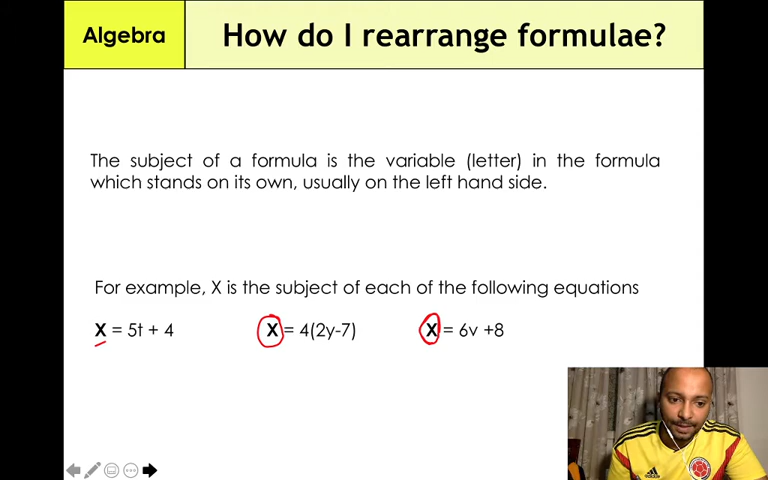 Algebra
How do I rearrange formulae?
The subject of a formula is the variable (letter) in the formula
which stands on its own, usually on the left hand side.
For example, X is the subject of each of the following equations
X = 5t + 4
X = 4(2y-7)
X = 6v +8
adidas